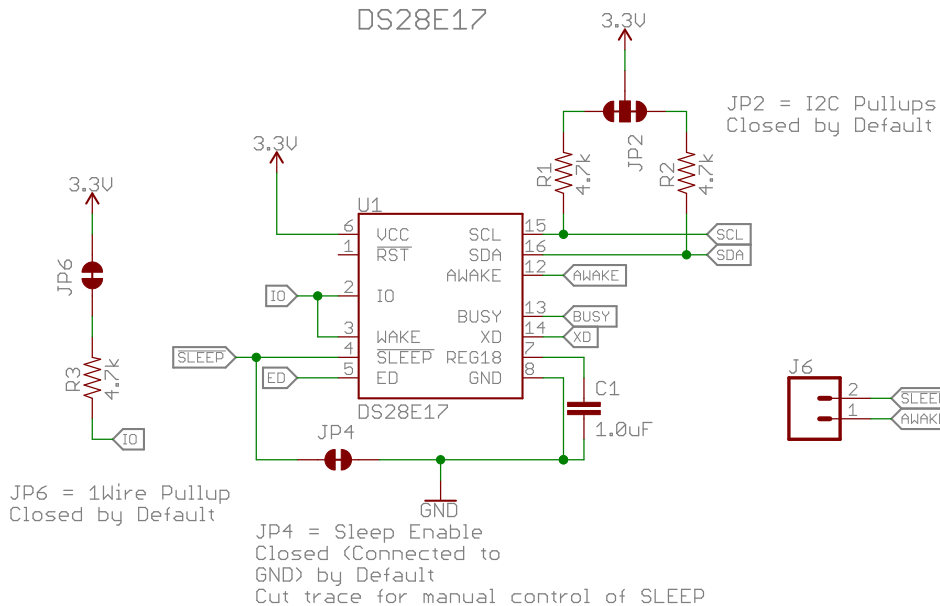 DS28E17
3.3V
JP2 = I2C Pullups
Closed by Default
JP2
R1
4.7k
R2
4.7k
3.3V
3.3V
JP6
R3
4.7k
IO
U1
6 VCC
1 RST
2 IO
3 WAKE
4 SLEEP
5 ED
SCL 15
SDA 16
AWAKE 12
BUSY 13
XD 14
REG18 7
GND 8
DS28E17
IO
SLEEP
ED
SCL
SDA
AWAKE
BUSY
XD
C1
1.0uF
JP4
GND
J6
2 SLEEP
1 AWAKE
JP6 = 1Wire Pullup
Closed by Default
JP4 = Sleep Enable
Closed (Connected to
GND) by Default
Cut trace for manual control of SLEEP